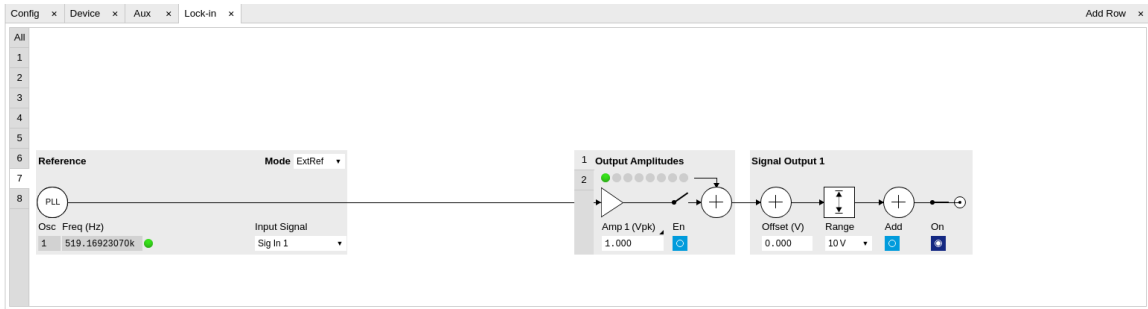 Config × Device × Aux × Lock-in × Add Row ×
All
1
2
3
4
5
6
7
8
Reference Mode ExtRef
PLL
Osc Freq (Hz) Input Signal
1 519.16923070k Sig In 1
1 Output Amplitudes
2
Amp 1 (Vpk) En
1.000
Signal Output 1
Offset (V) Range Add On
0.000 10 V